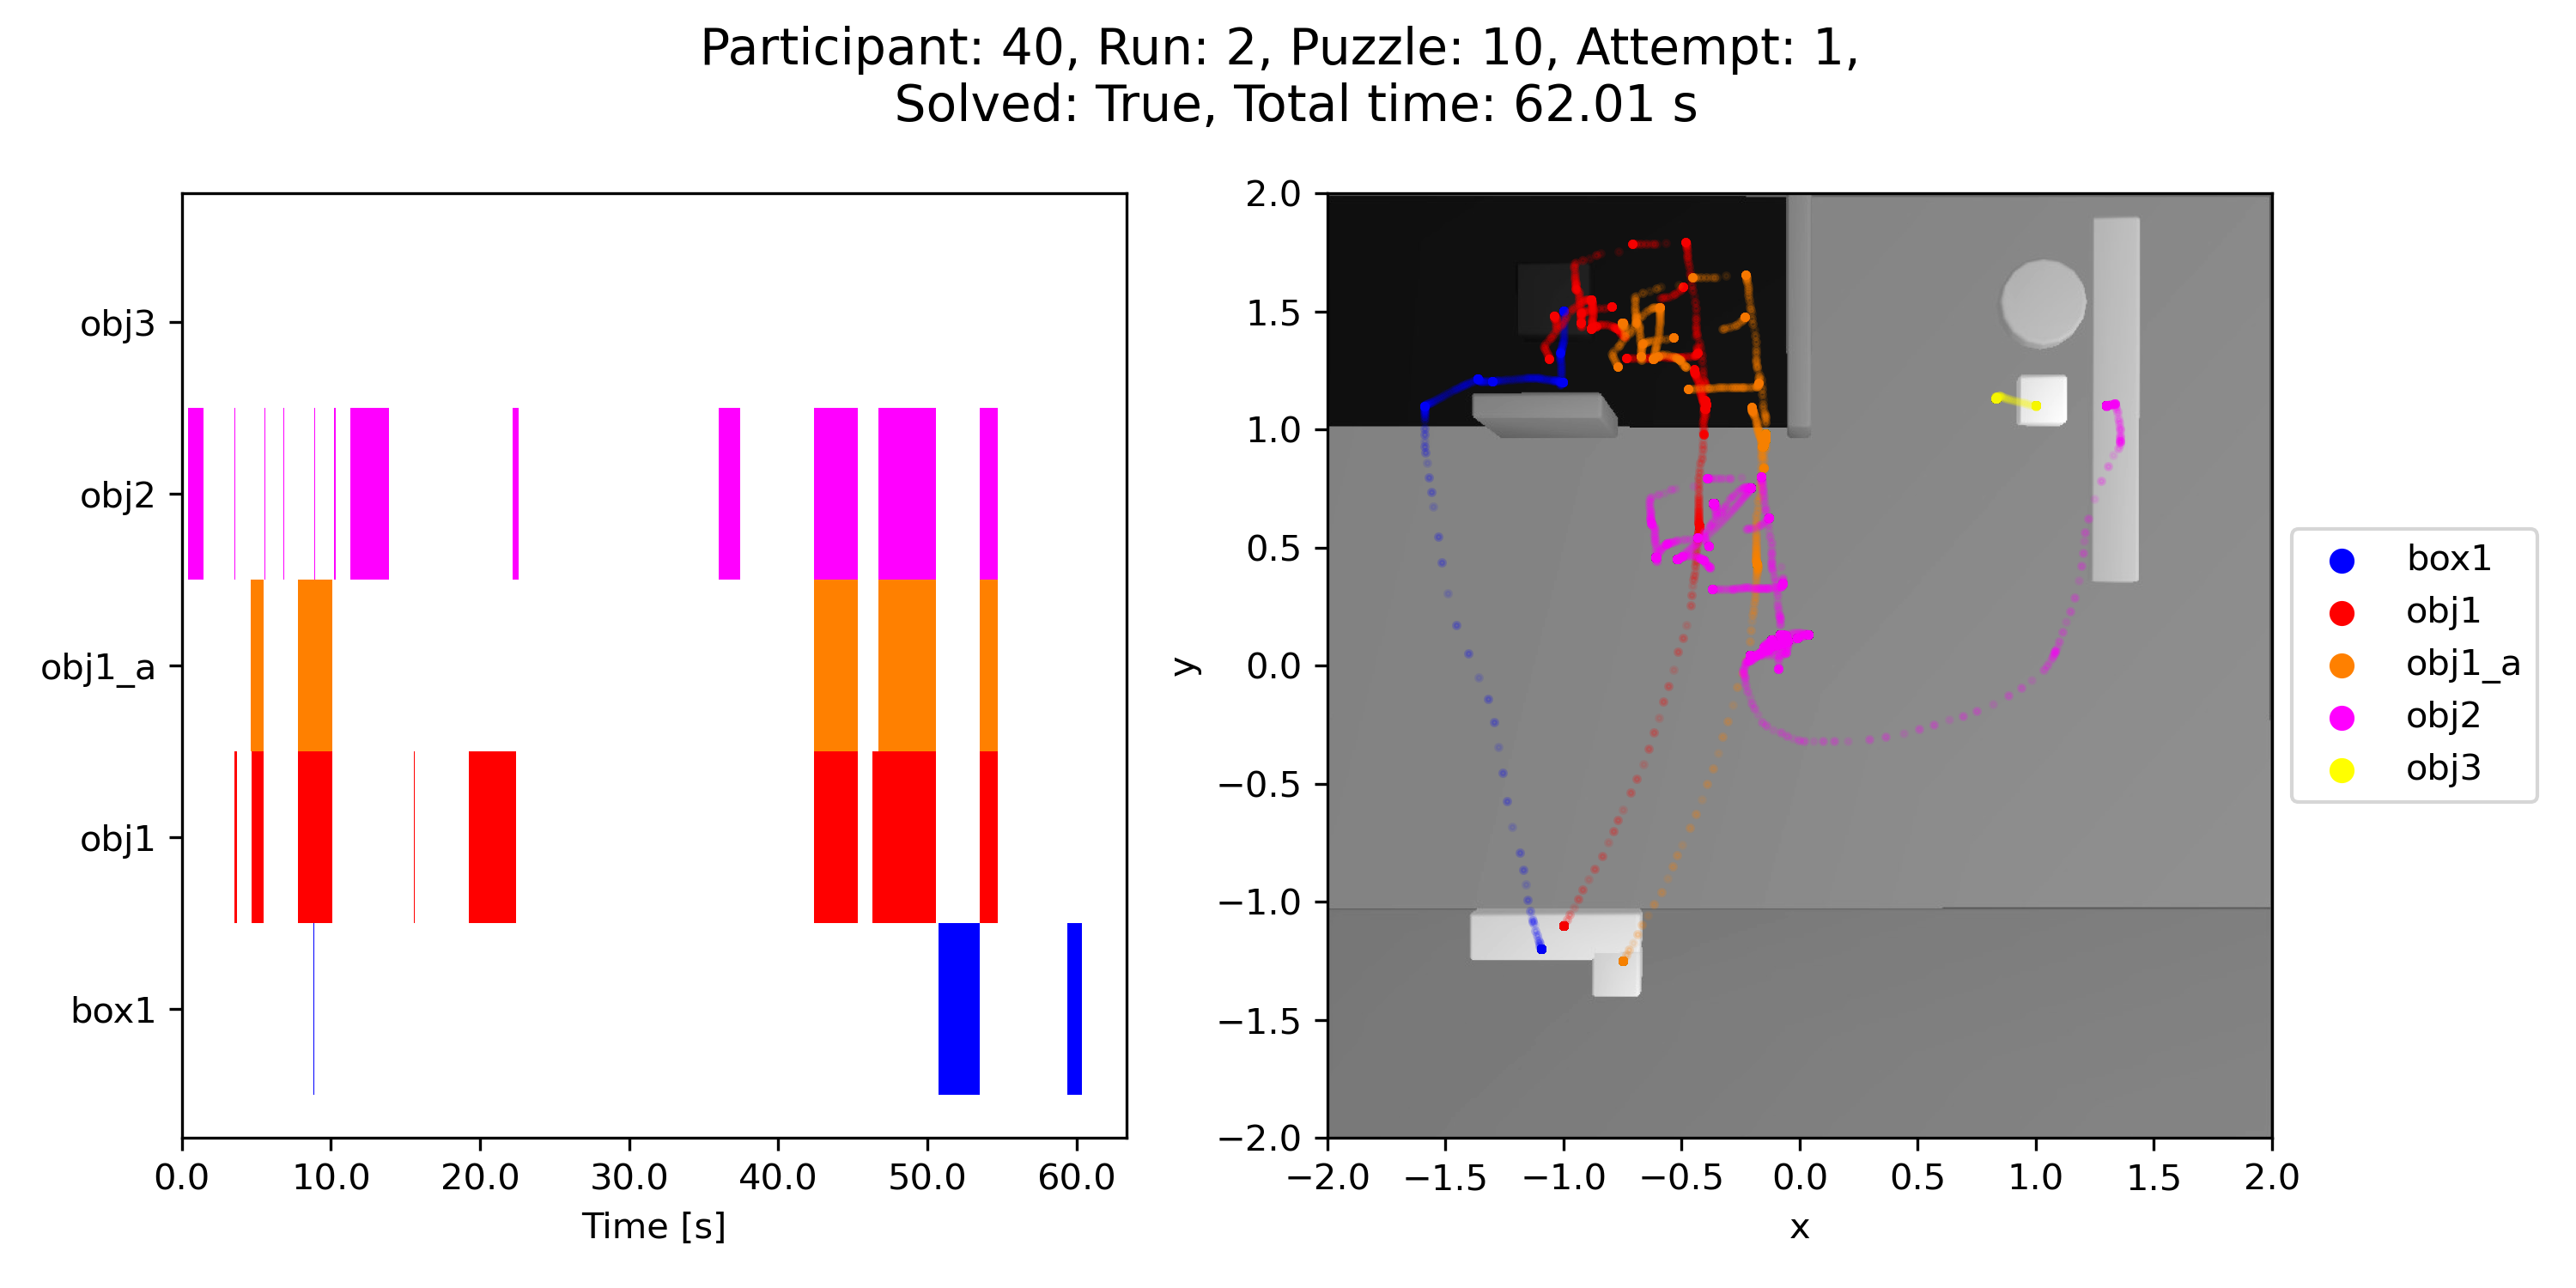 Participant: 40, Run: 2, Puzzle: 10, Attempt: 1,
Solved: True, Total time: 62.01 s
obj3
obj2
obj1_a
obj1
box1
0.0 10.0 20.0 30.0 40.0 50.0 60.0
Time [s]
2.0
1.5
1.0
0.5
0.0
−0.5
−1.0
−1.5
−2.0
y
−2.0 −1.5 −1.0 −0.5 0.0 0.5 1.0 1.5 2.0
x
box1
obj1
obj1_a
obj2
obj3